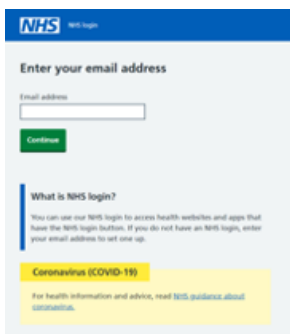 NHS NHS login
Enter your email address
Email address
Continue
What is NHS login?
You can use our NHS login to access health websites and apps that
have the NHS login button. If you do not have an NHS login, enter
your email address to set one up.
Coronavirus (COVID-19)
For health information and advice, read NHS guidance about
coronavirus.